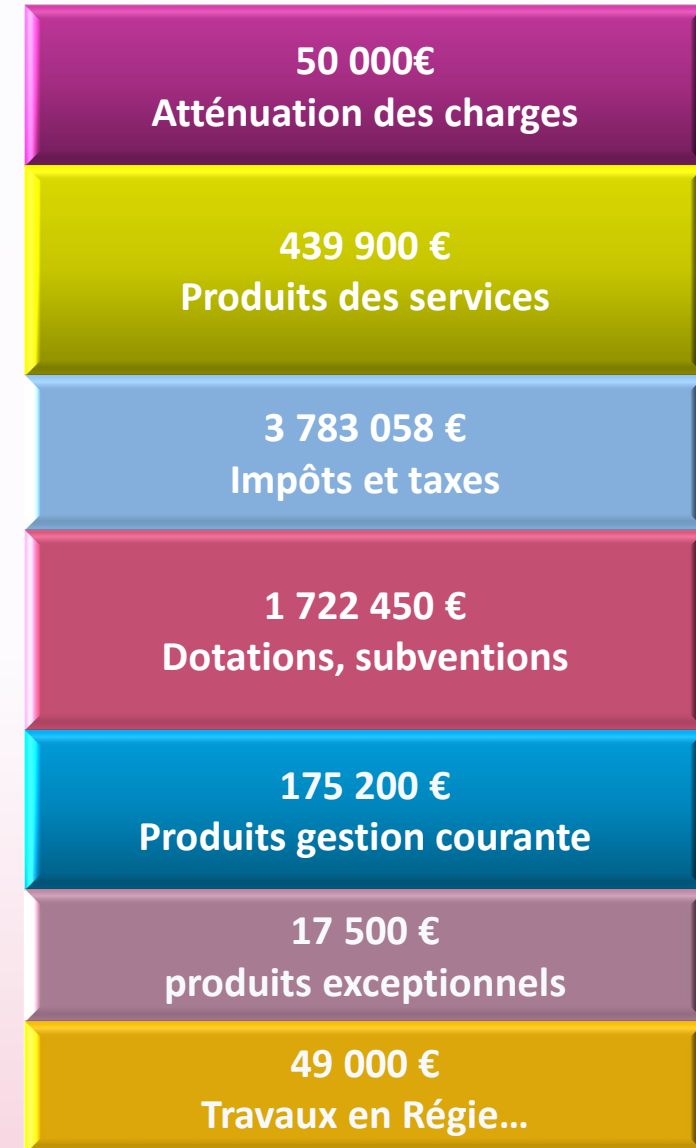 50 000€
Atténuation des charges
439 900 €
Produits des services
3 783 058 €
Impôts et taxes
1 722 450 €
Dotations, subventions
175 200 €
Produits gestion courante
17 500 €
produits exceptionnels
49 000 €
Travaux en Régie…